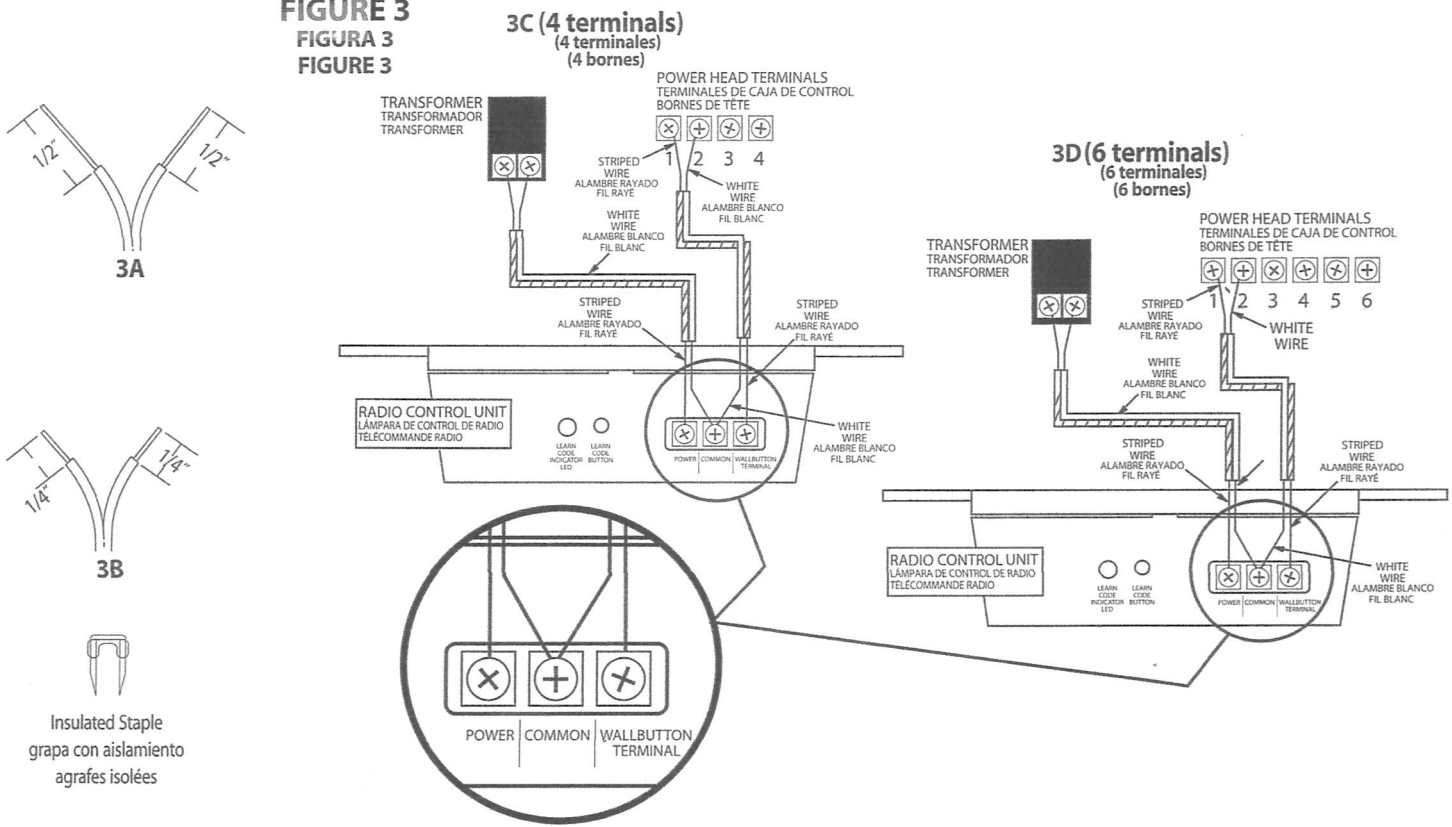 FIGURE 3
FIGURA 3
FIGURE 3
3C (4 terminals)
(4 terminales)
(4 bornes)
TRANSFORMER
TRANSFORMADOR
TRANSFORMER
POWER HEAD TERMINALS
TERMINALES DE CAJA DE CONTROL
BORNES DE TÊTE
1 2 3 4
STRIPED
WIRE
ALAMBRE RAYADO
FIL RAYÉ
WHITE
WIRE
ALAMBRE BLANCO
FIL BLANC
WHITE
WIRE
ALAMBRE BLANCO
FIL BLANC
STRIPED
WIRE
ALAMBRE RAYADO
FIL RAYÉ
STRIPED
WIRE
ALAMBRE RAYADO
FIL RAYÉ
RADIO CONTROL UNIT
LÁMPARA DE CONTROL DE RADIO
TÉLÉCOMMANDE RADIO
LEARN
CODE
INDICATOR
LED
LEARN
CODE
BUTTON
POWER
COMMON
WALLBUTTON
TERMINAL
WHITE
WIRE
ALAMBRE BLANCO
FIL BLANC
1/2"
1/2"
3A
1/4"
1/4"
3B
Insulated Staple
grapa con aislamiento
agrafes isolées
POWER
COMMON
WALLBUTTON
TERMINAL
3D (6 terminals)
(6 terminales)
(6 bornes)
TRANSFORMER
TRANSFORMADOR
TRANSFORMER
POWER HEAD TERMINALS
TERMINALES DE CAJA DE CONTROL
BORNES DE TÊTE
1 2 3 4 5 6
STRIPED
WIRE
ALAMBRE RAYADO
FIL RAYÉ
WHITE
WIRE
WHITE
WIRE
ALAMBRE BLANCO
FIL BLANC
STRIPED
WIRE
ALAMBRE RAYADO
FIL RAYÉ
STRIPED
WIRE
ALAMBRE RAYADO
FIL RAYÉ
RADIO CONTROL UNIT
LÁMPARA DE CONTROL DE RADIO
TÉLÉCOMMANDE RADIO
LEARN
CODE
INDICATOR
LED
LEARN
CODE
BUTTON
POWER
COMMON
WALLBUTTON
TERMINAL
WHITE
WIRE
ALAMBRE BLANCO
FIL BLANC